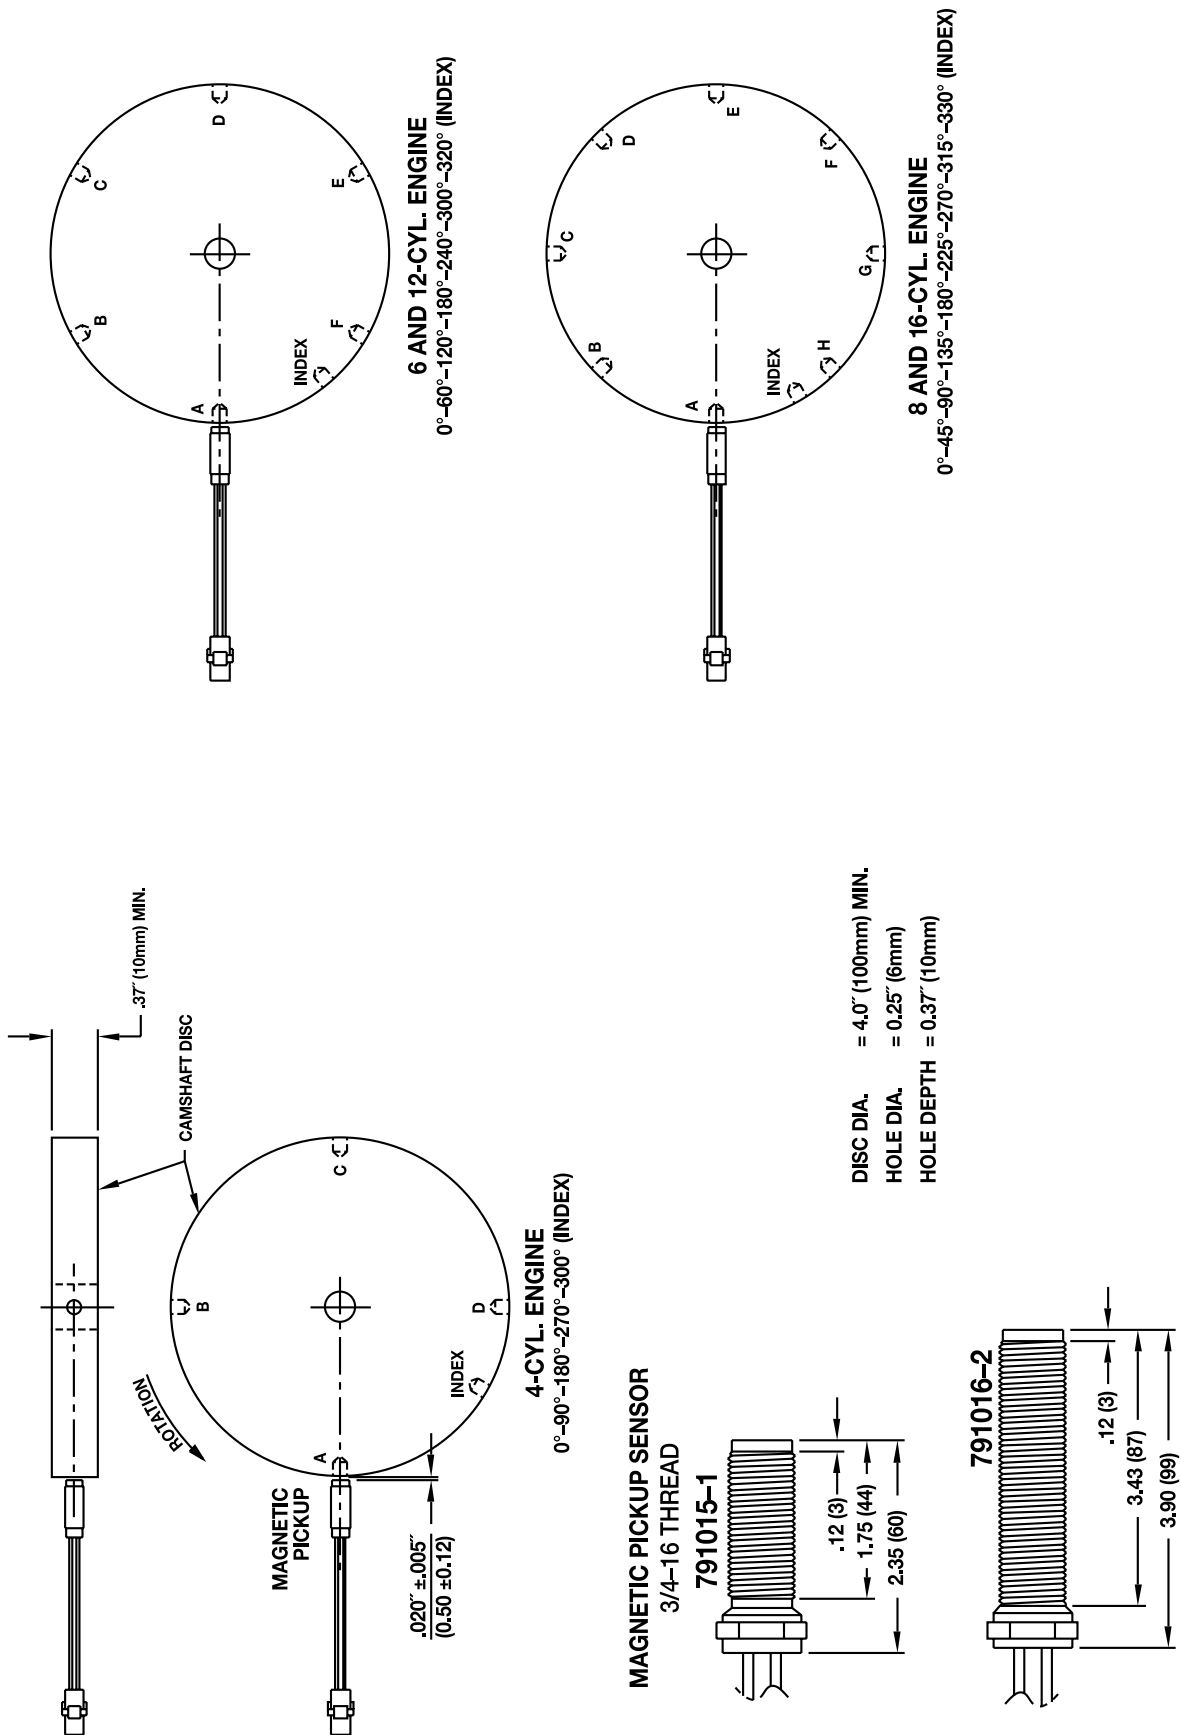 .37″ (10mm) MIN.
CAMSHAFT DISC
ROTATION
MAGNETIC
PICKUP
A
B
C
D
INDEX
.020″ ±.005″
(0.50 ±0.12)
4-CYL. ENGINE
0°–90°–180°–270°–300° (INDEX)
A
B
C
D
E
F
INDEX
6 AND 12-CYL. ENGINE
0°–60°–120°–180°–240°–300°–320° (INDEX)
A
B
C
D
E
F
G
H
INDEX
8 AND 16-CYL. ENGINE
0°–45°–90°–135°–180°–225°–270°–315°–330° (INDEX)
MAGNETIC PICKUP SENSOR
3/4–16 THREAD
791015–1
.12 (3)
1.75 (44)
2.35 (60)
791016–2
.12 (3)
3.43 (87)
3.90 (99)
DISC DIA. = 4.0″ (100mm) MIN.
HOLE DIA. = 0.25″ (6mm)
HOLE DEPTH = 0.37″ (10mm)